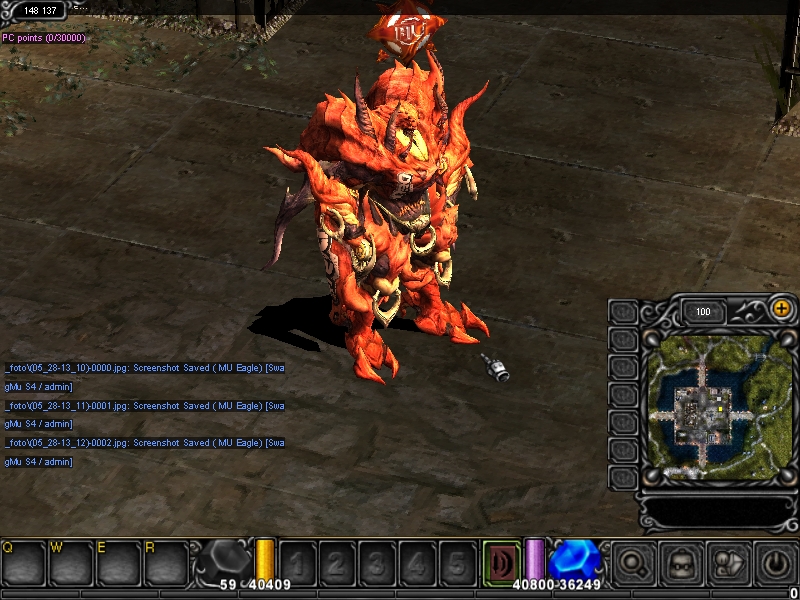 148 137
PC points (0/30000)
MU
100
_foto\(05_28-13_10)-0000.jpg: Screenshot Saved ( MU Eagle) [Swa
gMu S4 / admin]
_foto\(05_28-13_11)-0001.jpg: Screenshot Saved ( MU Eagle) [Swa
gMu S4 / admin]
_foto\(05_28-13_12)-0002.jpg: Screenshot Saved ( MU Eagle) [Swa
gMu S4 / admin]
Q W E R 1 2 3 4 5
59 40409 40800 36249
0